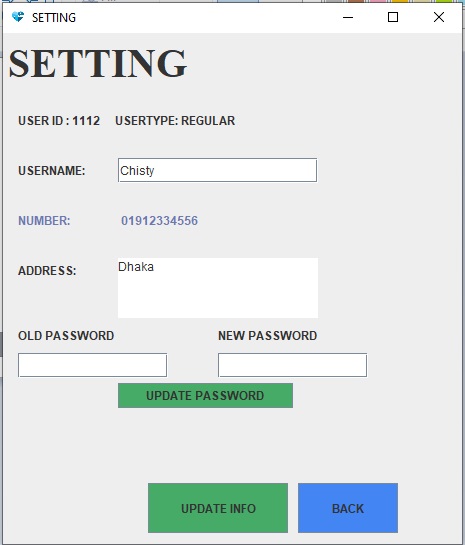 SETTING
SETTING
USER ID : 1112 USERTYPE: REGULAR
USERNAME: Chisty
NUMBER: 01912334556
ADDRESS: Dhaka
OLD PASSWORD NEW PASSWORD
UPDATE PASSWORD
UPDATE INFO BACK